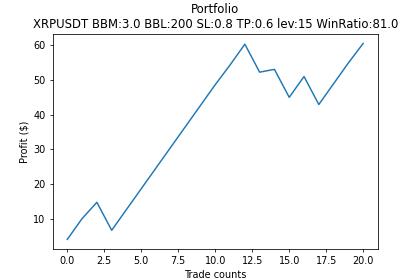 Portfolio
XRPUSDT BBM:3.0 BBL:200 SL:0.8 TP:0.6 lev:15 WinRatio:81.0
60
50
40
30
20
10
Profit ($)
0.0 2.5 5.0 7.5 10.0 12.5 15.0 17.5 20.0
Trade counts